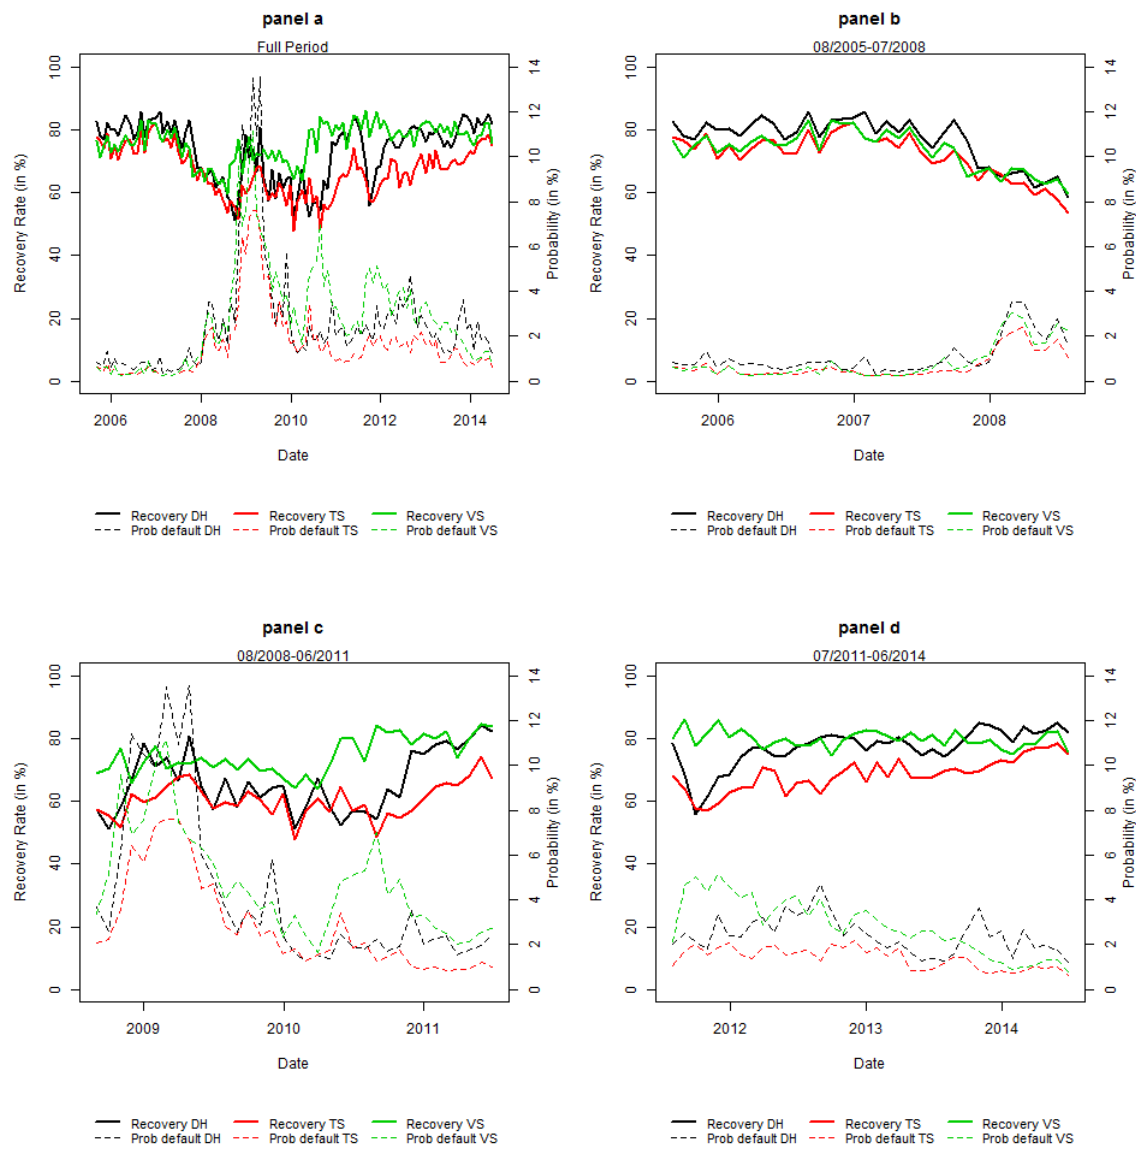 panel a
Full Period
Recovery Rate (in %)
0 20 40 60 80 100
Probability (in %)
0 2 4 6 8 10 12 14
2006 2008 2010 2012 2014
Date
Recovery DH Recovery TS Recovery VS
Prob default DH Prob default TS Prob default VS
panel b
08/2005-07/2008
Recovery Rate (in %)
0 20 40 60 80 100
Probability (in %)
0 2 4 6 8 10 12 14
2006 2007 2008
Date
Recovery DH Recovery TS Recovery VS
Prob default DH Prob default TS Prob default VS
panel c
08/2008-06/2011
Recovery Rate (in %)
0 20 40 60 80 100
Probability (in %)
0 2 4 6 8 10 12 14
2009 2010 2011
Date
Recovery DH Recovery TS Recovery VS
Prob default DH Prob default TS Prob default VS
panel d
07/2011-06/2014
Recovery Rate (in %)
0 20 40 60 80 100
Probability (in %)
0 2 4 6 8 10 12 14
2012 2013 2014
Date
Recovery DH Recovery TS Recovery VS
Prob default DH Prob default TS Prob default VS